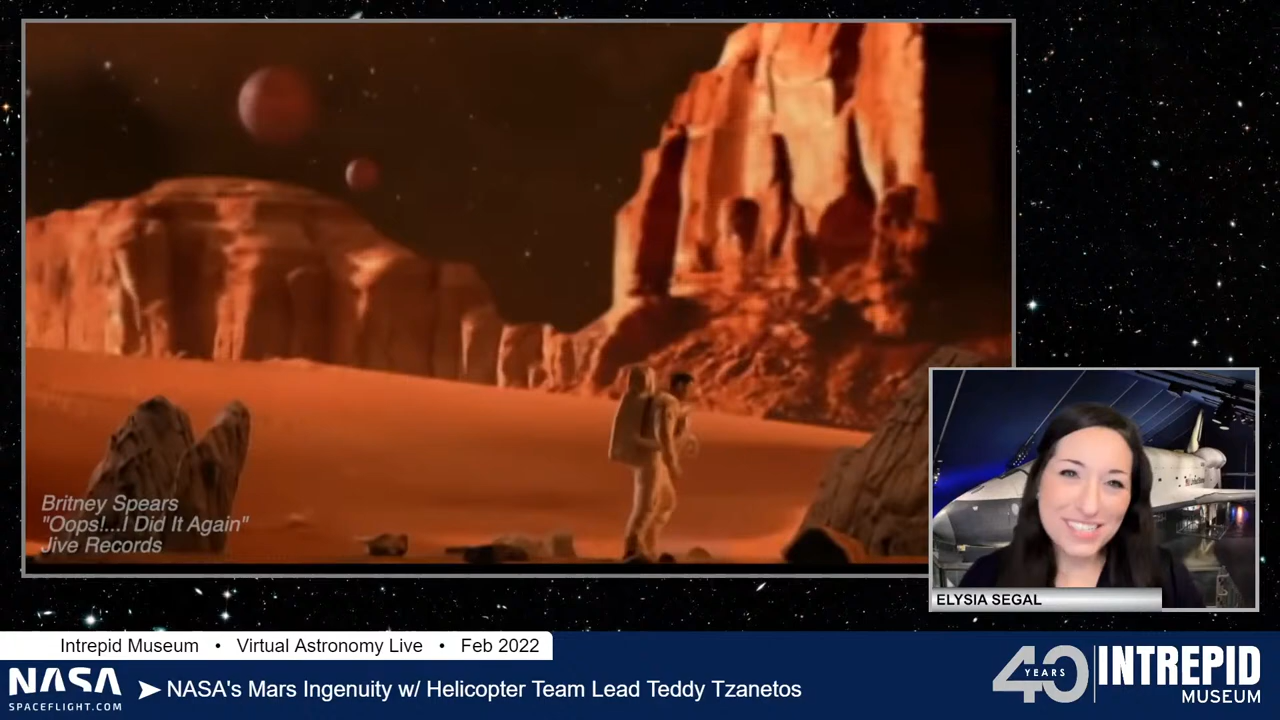 Britney Spears
"Oops!...I Did It Again"
Jive Records
ELYSIA SEGAL
Intrepid Museum • Virtual Astronomy Live • Feb 2022
NASA
SPACEFLIGHT.COM
NASA's Mars Ingenuity w/ Helicopter Team Lead Teddy Tzanetos
40
YEARS
INTREPID
MUSEUM